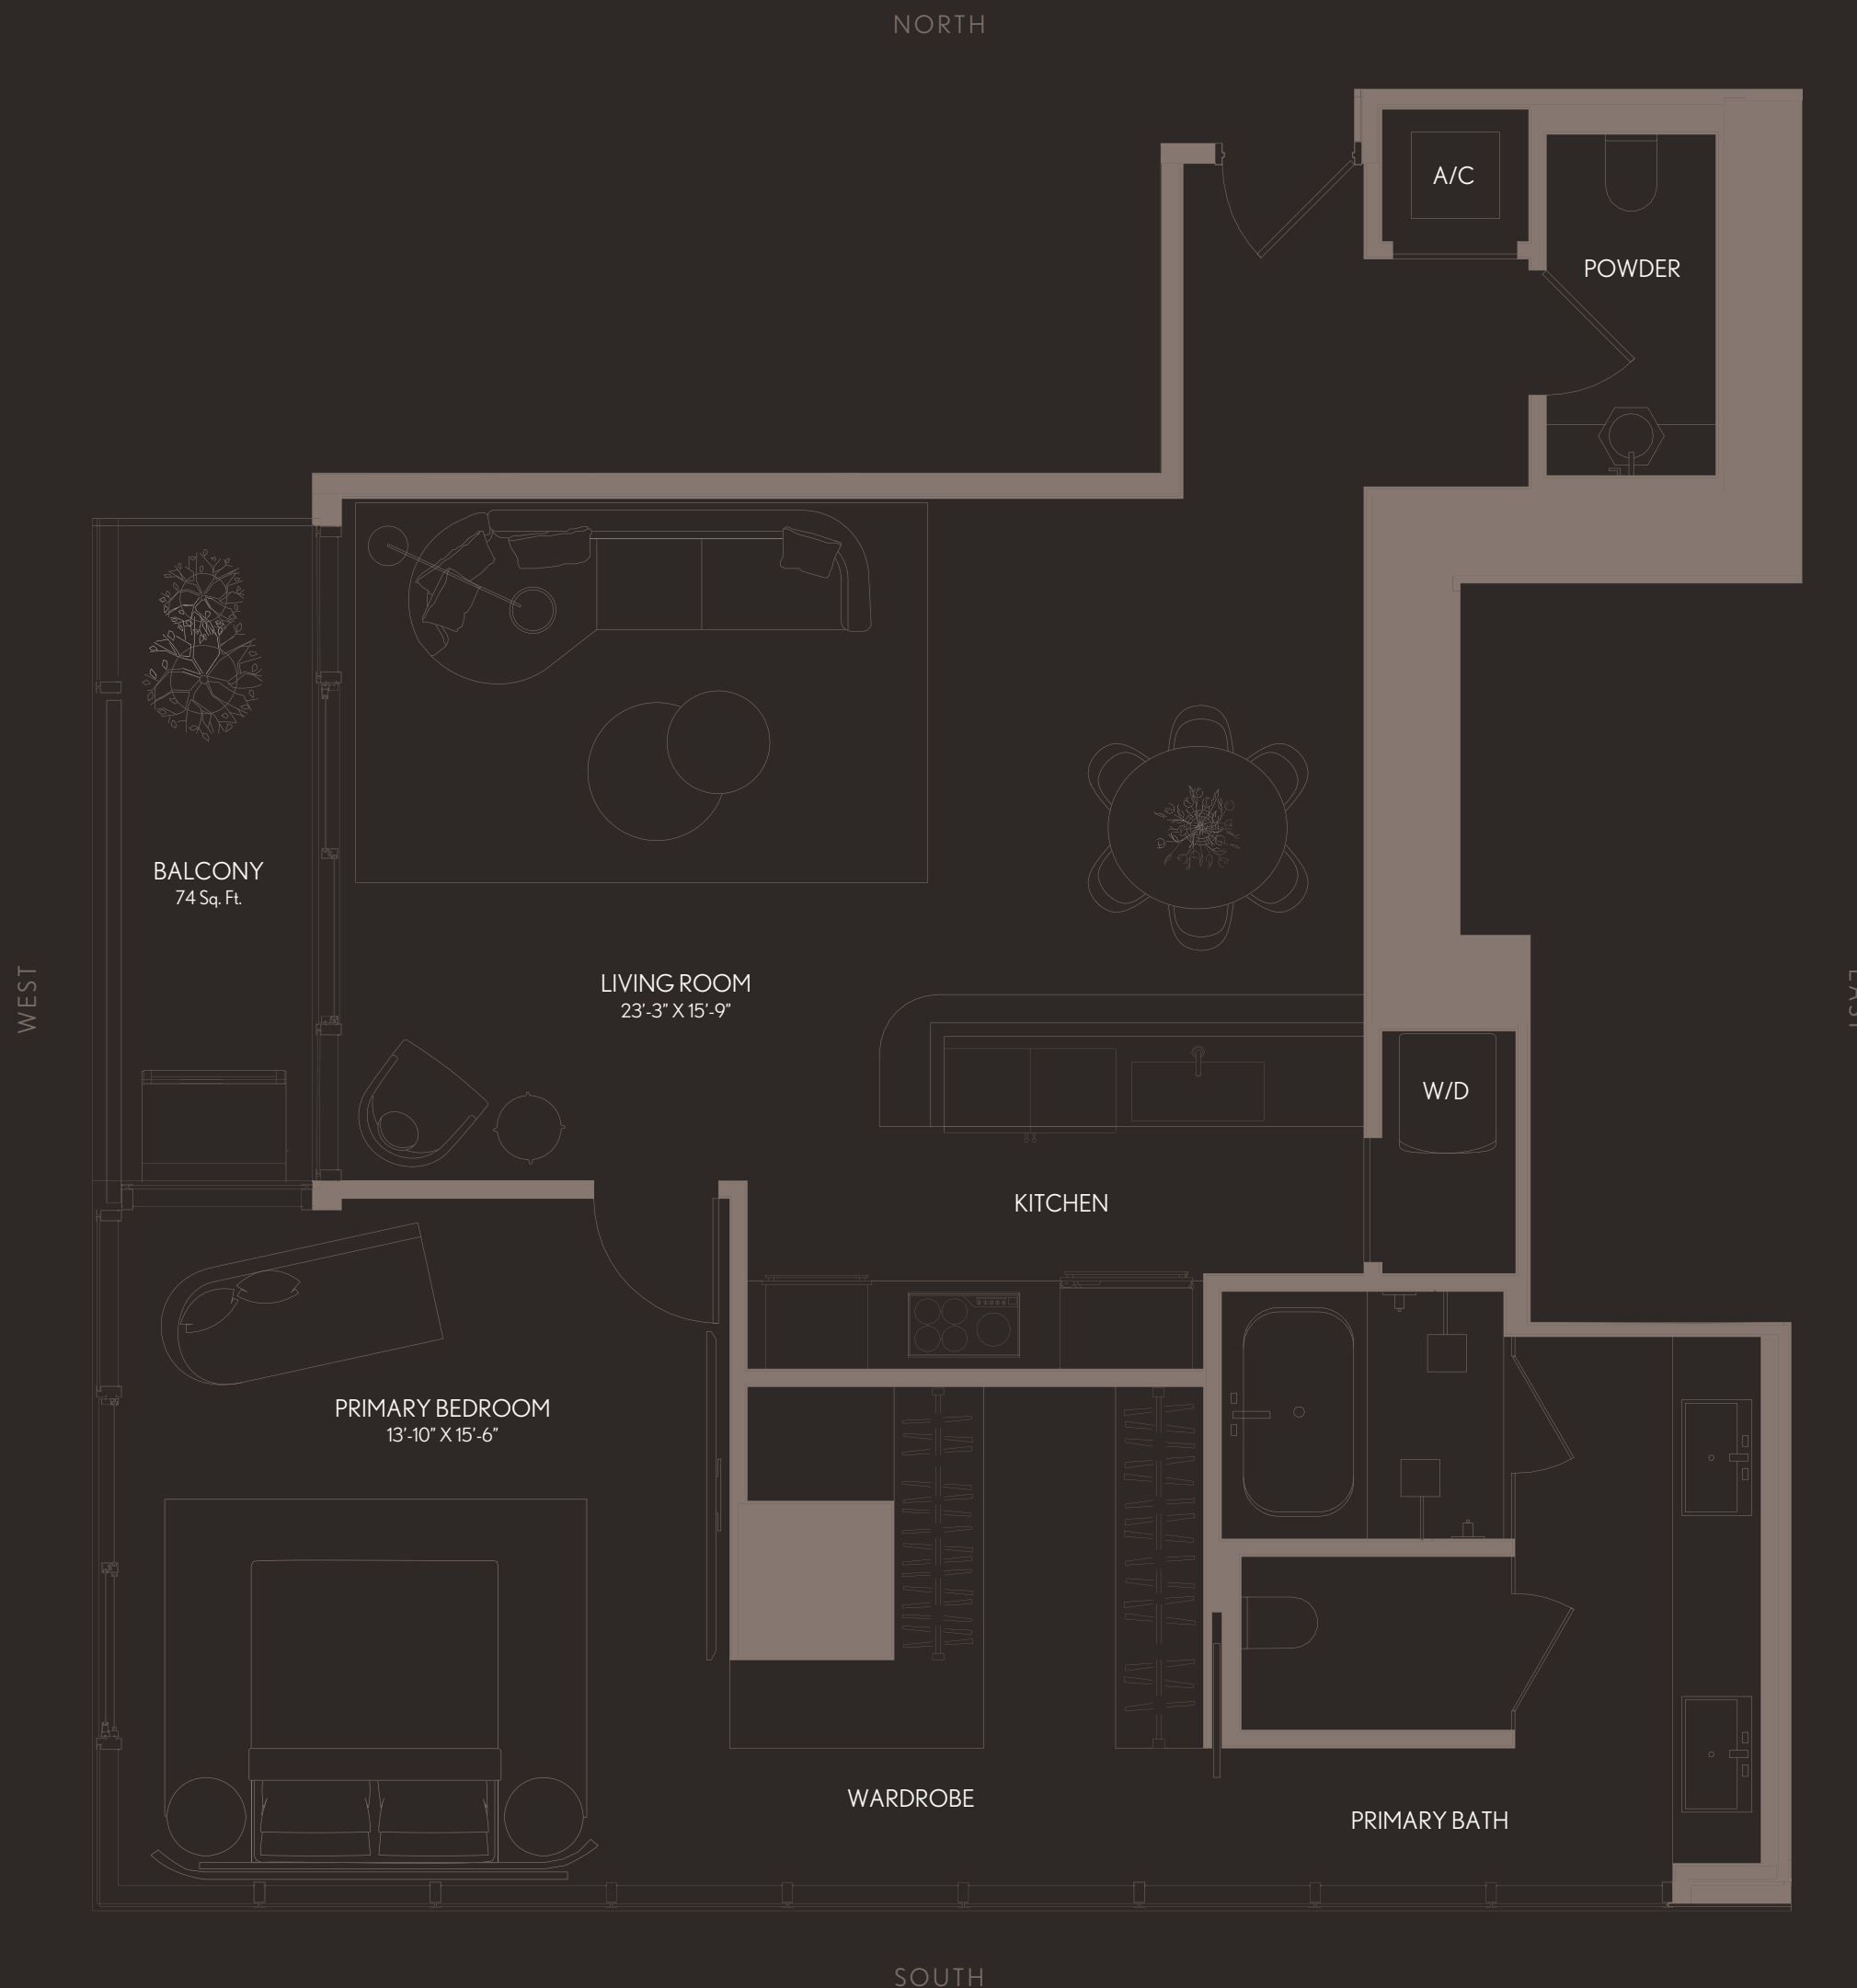 NORTH
A/C
POWDER
BALCONY
74 Sq. Ft.
WEST
LIVING ROOM
23'-3" X 15'-9"
EAST
W/D
KITCHEN
PRIMARY BEDROOM
13'-10" X 15'-6"
WARDROBE
PRIMARY BATH
SOUTH